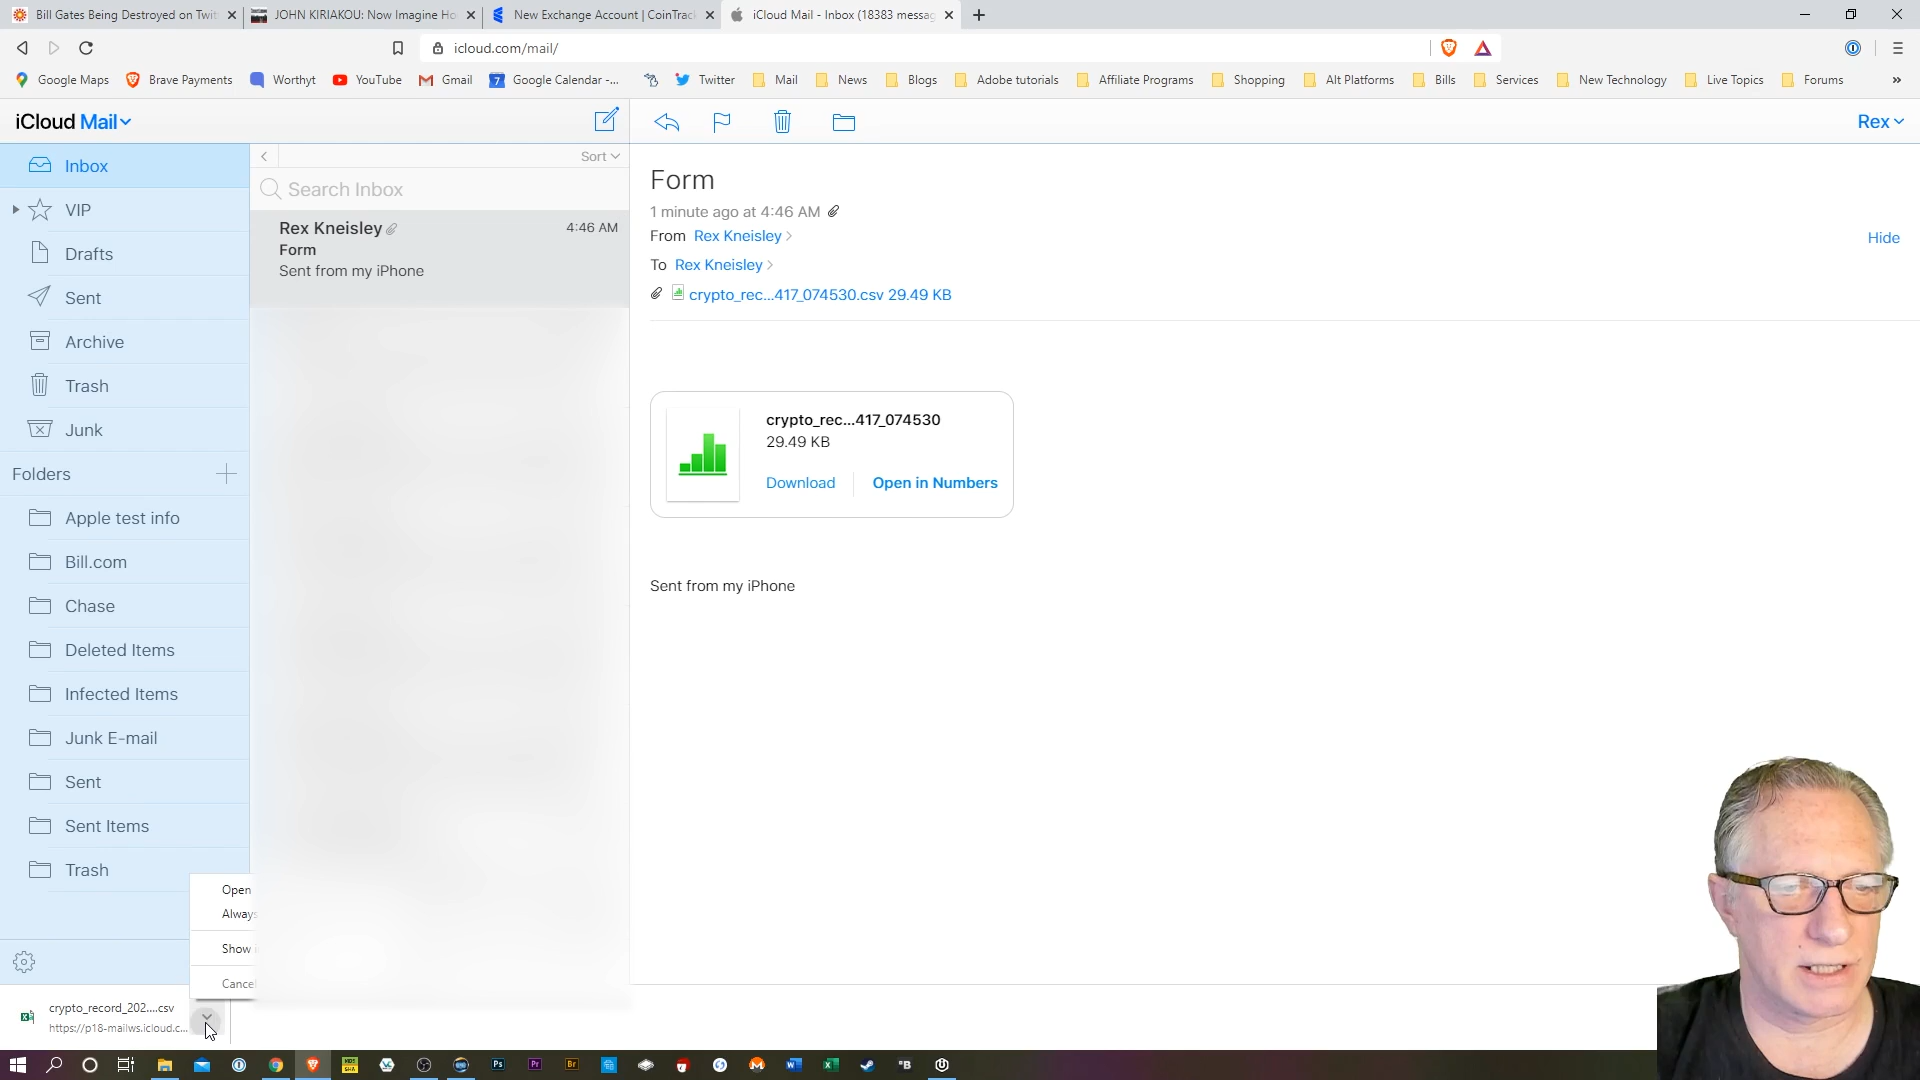 Bill Gates Being Destroyed on Twit
JOHN KIRIAKOU: Now Imagine Ho
New Exchange Account | CoinTrack
iCloud Mail - Inbox (18383 messag
icloud.com/mail/
Google Maps
Brave Payments
Worthyt
YouTube
Gmail
Google Calendar -...
Twitter
Mail
News
Blogs
Adobe tutorials
Affiliate Programs
Shopping
Alt Platforms
Bills
Services
New Technology
Live Topics
Forums
»
iCloud Mail
Rex
Inbox
VIP
Drafts
Sent
Archive
Trash
Junk
Folders
Apple test info
Bill.com
Chase
Deleted Items
Infected Items
Junk E-mail
Sent
Sent Items
Trash
Sort
Search Inbox
Rex Kneisley 4:46 AM
Form
Sent from my iPhone
Form
1 minute ago at 4:46 AM
From Rex Kneisley
Hide
To Rex Kneisley
crypto_rec...417_074530.csv 29.49 KB
crypto_rec...417_074530
29.49 KB
Download Open in Numbers
Sent from my iPhone
Open
Always
Show
Cancel
crypto_record_202....csv
https://p18-mailws.icloud.c...
Ps
Pr
Br